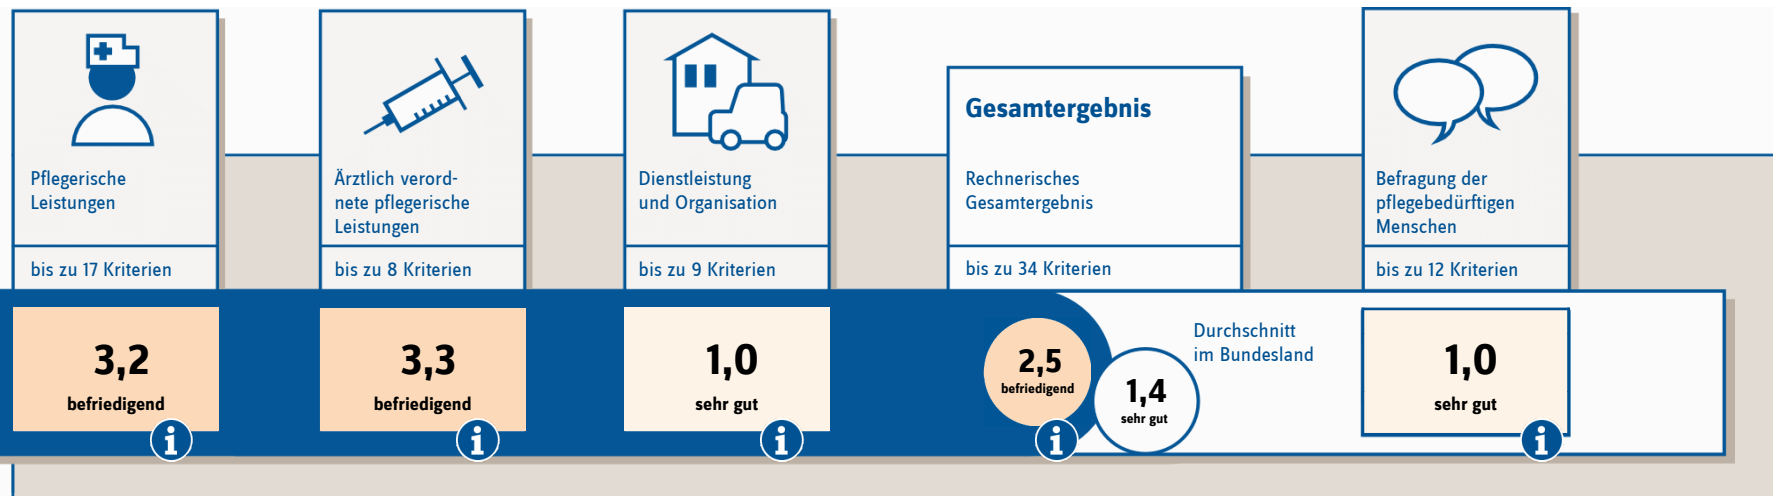 Pflegerische
Leistungen
bis zu 17 Kriterien
3,2
befriedigend
i
Ärztlich verord-
nete pflegerische
Leistungen
bis zu 8 Kriterien
3,3
befriedigend
i
Dienstleistung
und Organisation
bis zu 9 Kriterien
1,0
sehr gut
i
Gesamtergebnis
Rechnerisches
Gesamtergebnis
bis zu 34 Kriterien
2,5
befriedigend
i
1,4
sehr gut
Durchschnitt
im Bundesland
Befragung der
pflegebedürftigen
Menschen
bis zu 12 Kriterien
1,0
sehr gut
i